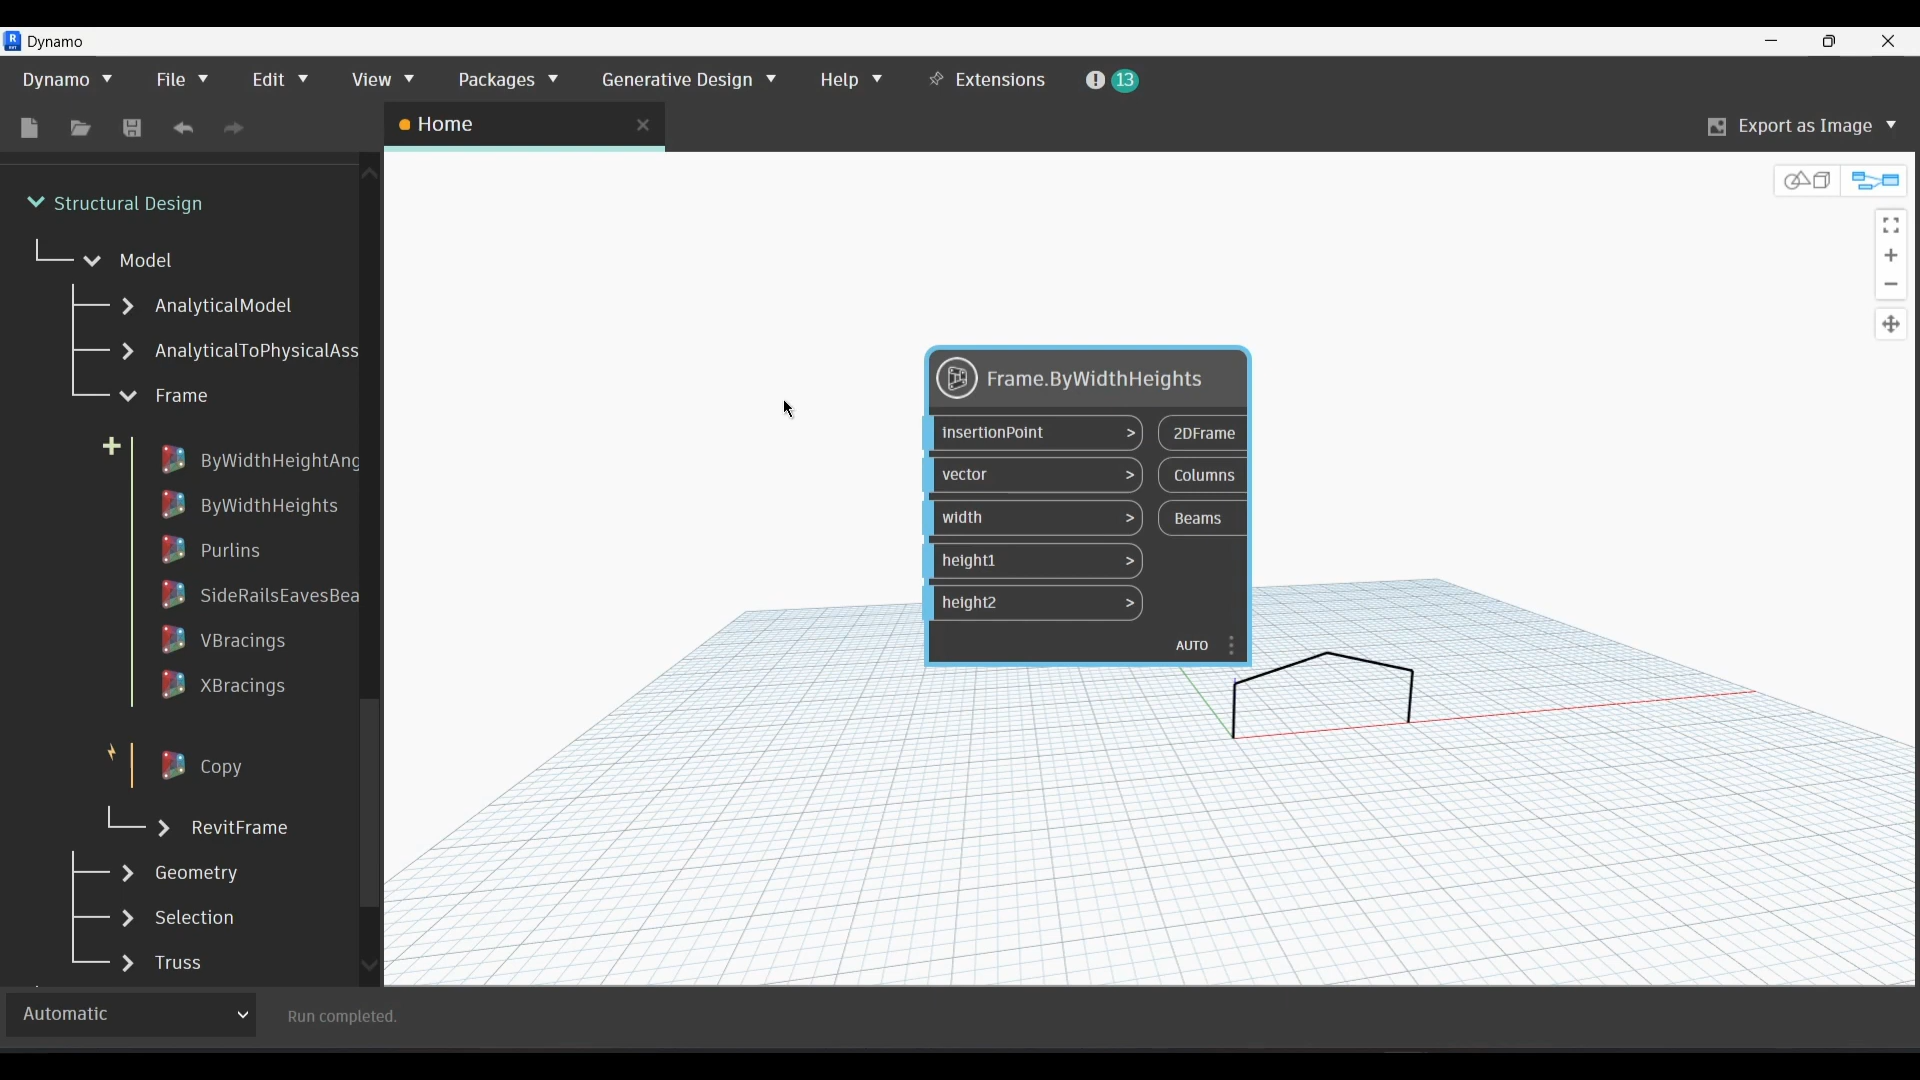 Dynamo
Dynamo File Edit View Packages Generative Design Help Extensions ! 13
Home
Export as Image
Structural Design
Model
AnalyticalModel
AnalyticalToPhysicalAss
Frame
ByWidthHeightAng
ByWidthHeights
Purlins
SideRailsEavesBea
VBracings
XBracings
Copy
RevitFrame
Geometry
Selection
Truss
Frame.ByWidthHeights
insertionPoint > 2DFrame
vector > Columns
width > Beams
height1 >
height2 >
AUTO
Automatic
Run completed.